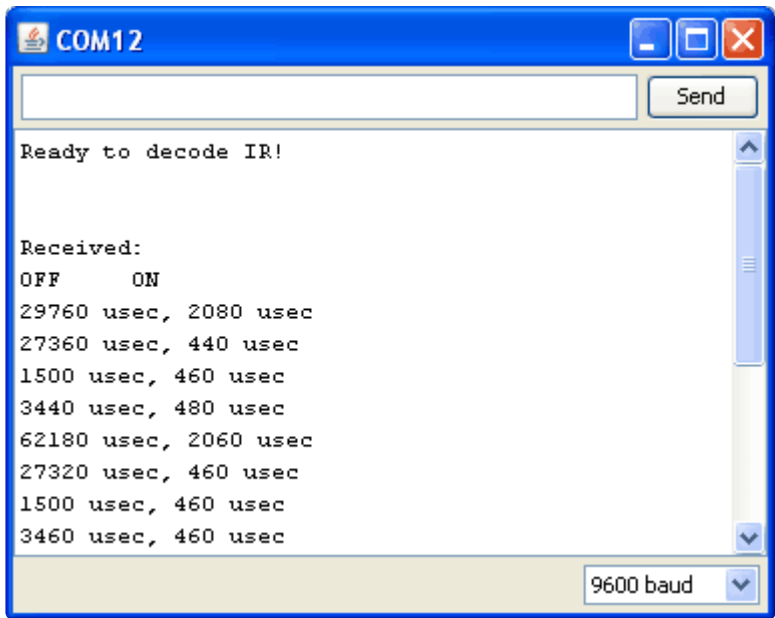 COM12
Send
Ready to decode IR!
Received:
OFF ON
29760 usec, 2080 usec
27360 usec, 440 usec
1500 usec, 460 usec
3440 usec, 480 usec
62180 usec, 2060 usec
27320 usec, 460 usec
1500 usec, 460 usec
3460 usec, 460 usec
9600 baud